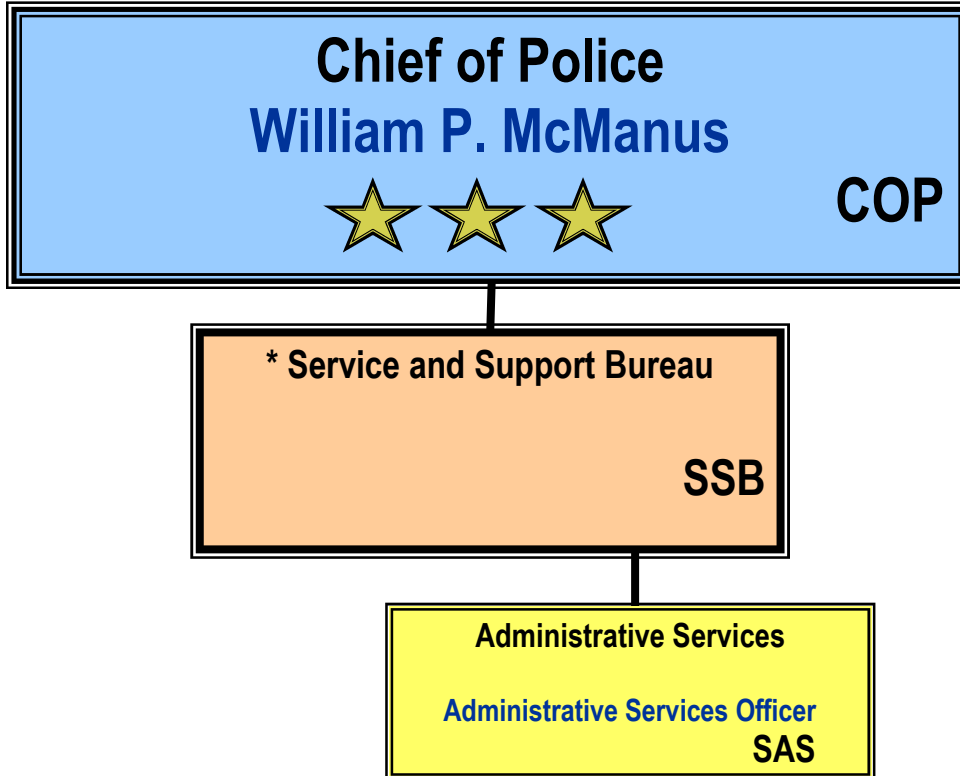 Chief of Police
William P. McManus
COP
* Service and Support Bureau
SSB
Administrative Services
Administrative Services Officer
SAS